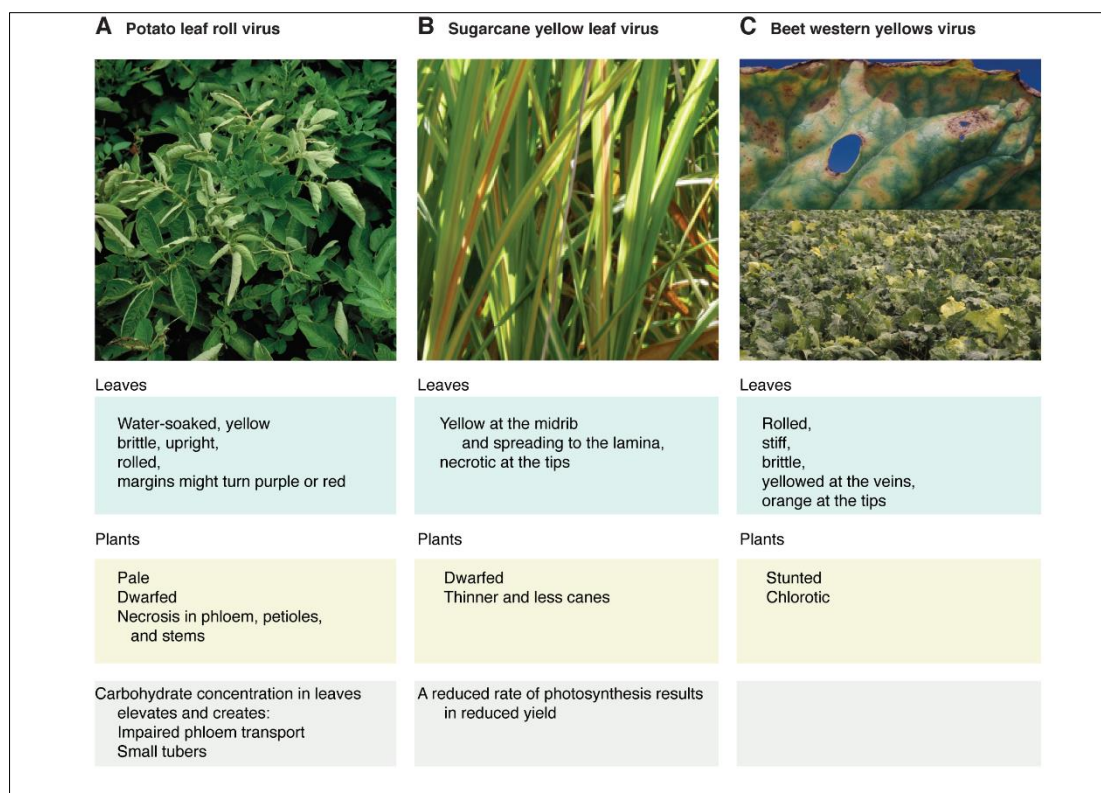 A Potato leaf roll virus
Leaves
Water-soaked, yellow
brittle, upright,
rolled,
margins might turn purple or red
Plants
Pale
Dwarfed
Necrosis in phloem, petioles,
and stems
Carbohydrate concentration in leaves
elevates and creates:
Impaired phloem transport
Small tubers
B Sugarcane yellow leaf virus
Leaves
Yellow at the midrib
and spreading to the lamina,
necrotic at the tips
Plants
Dwarfed
Thinner and less canes
A reduced rate of photosynthesis results
in reduced yield
C Beet western yellows virus
Leaves
Rolled,
stiff,
brittle,
yellowed at the veins,
orange at the tips
Plants
Stunted
Chlorotic